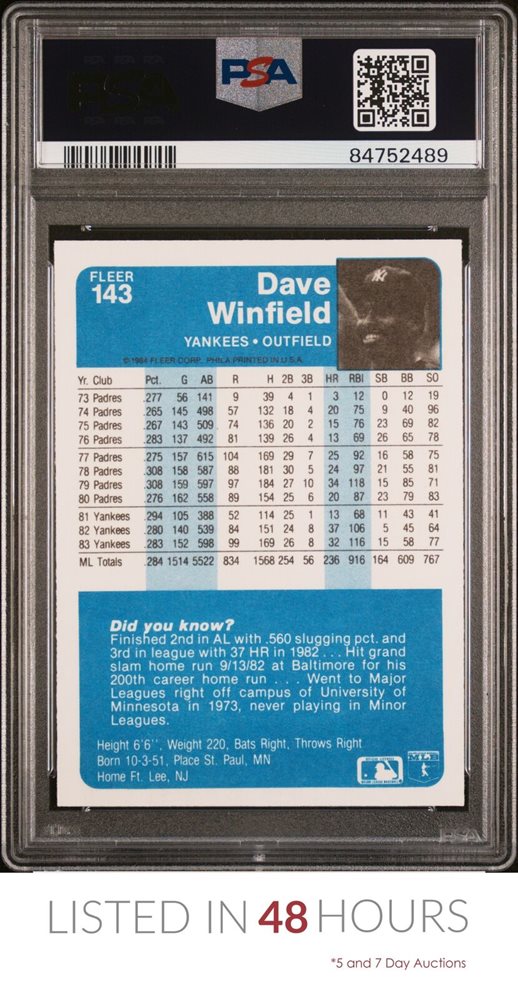 PSA
PSA
84752489
FLEER
143
Dave
Winfield
YANKEES • OUTFIELD
© 1984 FLEER CORP. PHILA PRINTED IN U.S.A.
Yr. Club Pct. G AB R H 2B 3B HR RBI SB BB SO
73 Padres .277 56 141 9 39 4 1 3 12 0 12 19
74 Padres .265 145 498 57 132 18 4 20 75 9 40 96
75 Padres .267 143 509 74 136 20 2 15 76 23 69 82
76 Padres .283 137 492 81 139 26 4 13 69 26 65 78
77 Padres .275 157 615 104 169 29 7 25 92 16 58 75
78 Padres .308 158 587 88 181 30 5 24 97 21 55 81
79 Padres .308 159 597 97 184 27 10 34 118 15 85 71
80 Padres .276 162 558 89 154 25 6 20 87 23 79 83
81 Yankees .294 105 388 52 114 25 1 13 68 11 43 41
82 Yankees .280 140 539 84 151 24 8 37 106 5 45 64
83 Yankees .283 152 598 99 169 26 8 32 116 15 58 77
ML Totals .284 1514 5522 834 1568 254 56 236 916 164 609 767
Did you know?
Finished 2nd in AL with .560 slugging pct. and
3rd in league with 37 HR in 1982 . . . Hit grand
slam home run 9/13/82 at Baltimore for his
200th career home run . . . Went to Major
Leagues right off campus of University of
Minnesota in 1973, never playing in Minor
Leagues.
Height 6'6'', Weight 220, Bats Right, Throws Right
Born 10-3-51, Place St. Paul, MN
Home Ft. Lee, NJ
PSA
LISTED IN 48 HOURS
*5 and 7 Day Auctions